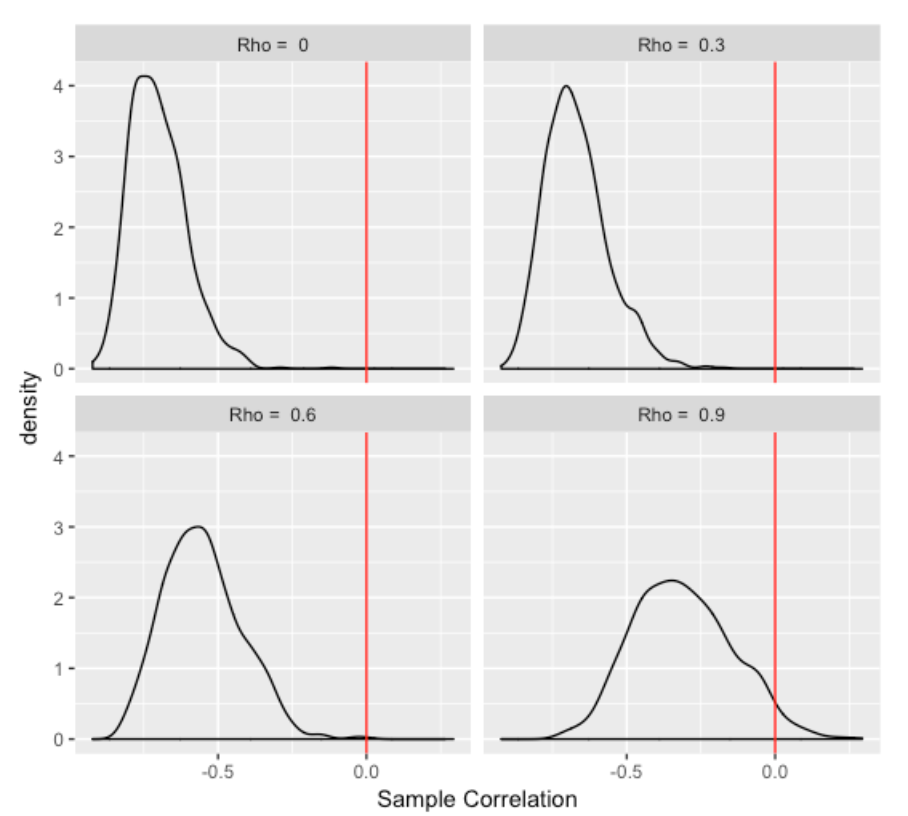 Rho = 0
Rho = 0.3
4
3
2
1
0
Rho = 0.6
Rho = 0.9
4
3
2
1
0
density
-0.5
0.0
-0.5
0.0
Sample Correlation